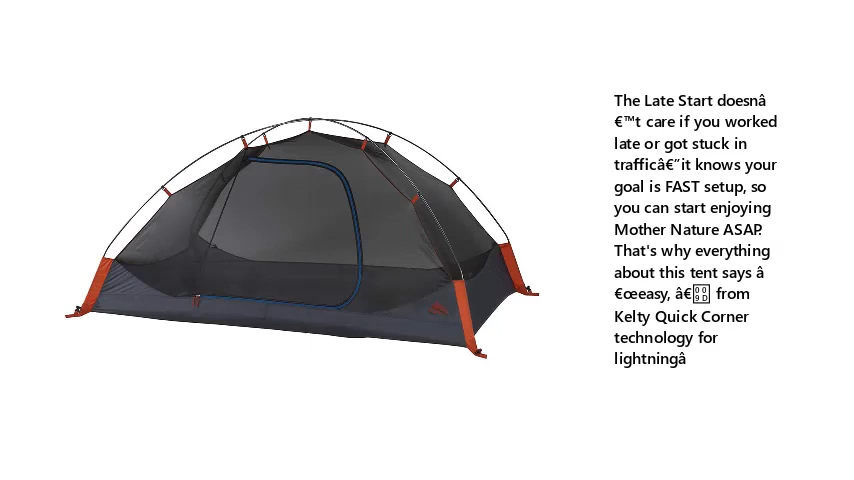 The Late Start doesnâ
€™t care if you worked
late or got stuck in
trafficâ€”it knows your
goal is FAST setup, so
you can start enjoying
Mother Nature ASAP.
That's why everything
about this tent says â
€œeasy, â€ from
Kelty Quick Corner
technology for
lightningâ